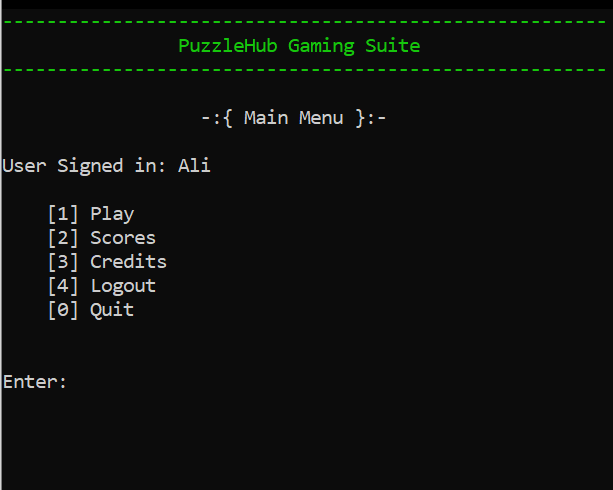 -------------------------------------------------------
PuzzleHub Gaming Suite
-------------------------------------------------------
-:{ Main Menu }:-
User Signed in: Ali
[1] Play
[2] Scores
[3] Credits
[4] Logout
[0] Quit
Enter: